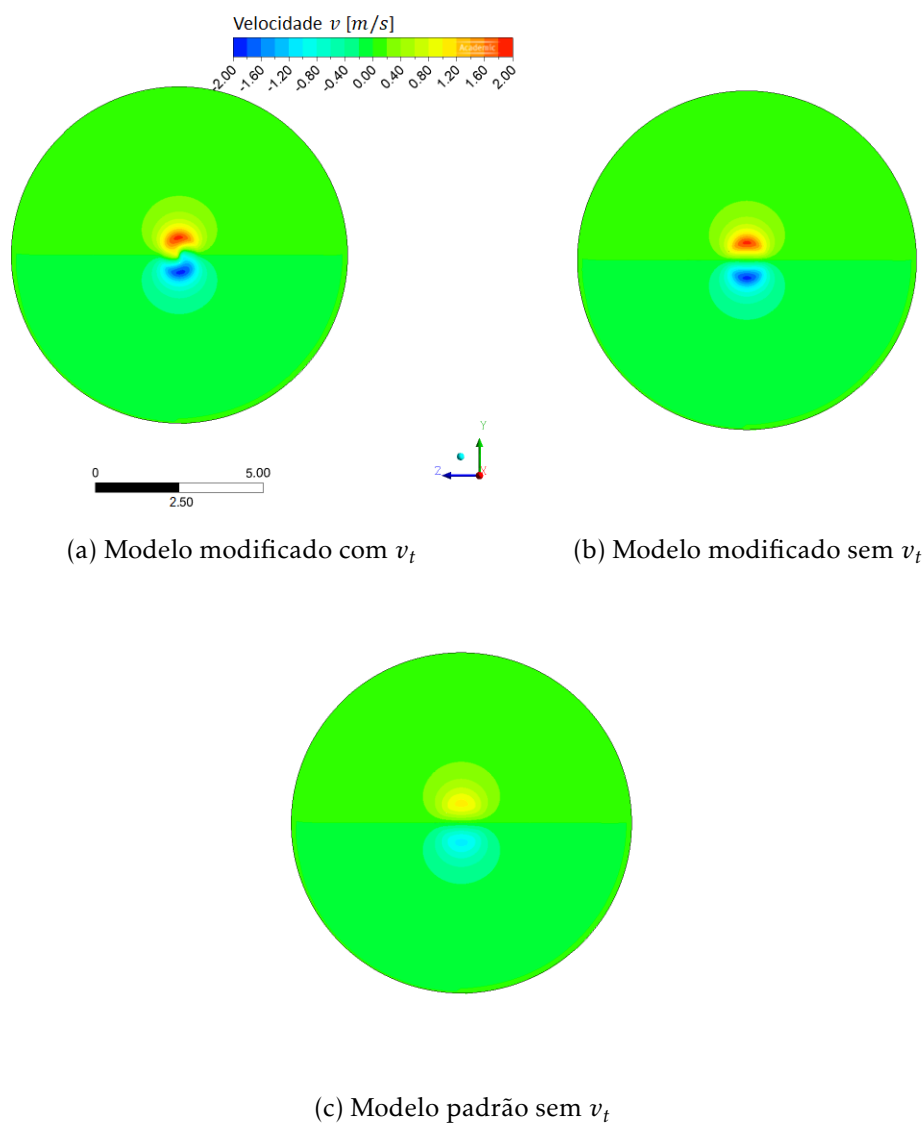 Velocidade v [m/s]
Academic
-2.00 -1.60 -1.20 -0.80 -0.40 0.00 0.40 0.80 1.20 1.60 2.00
Y
Z X
0 5.00
2.50
(a) Modelo modificado com v_t
(b) Modelo modificado sem v_t
(c) Modelo padrão sem v_t